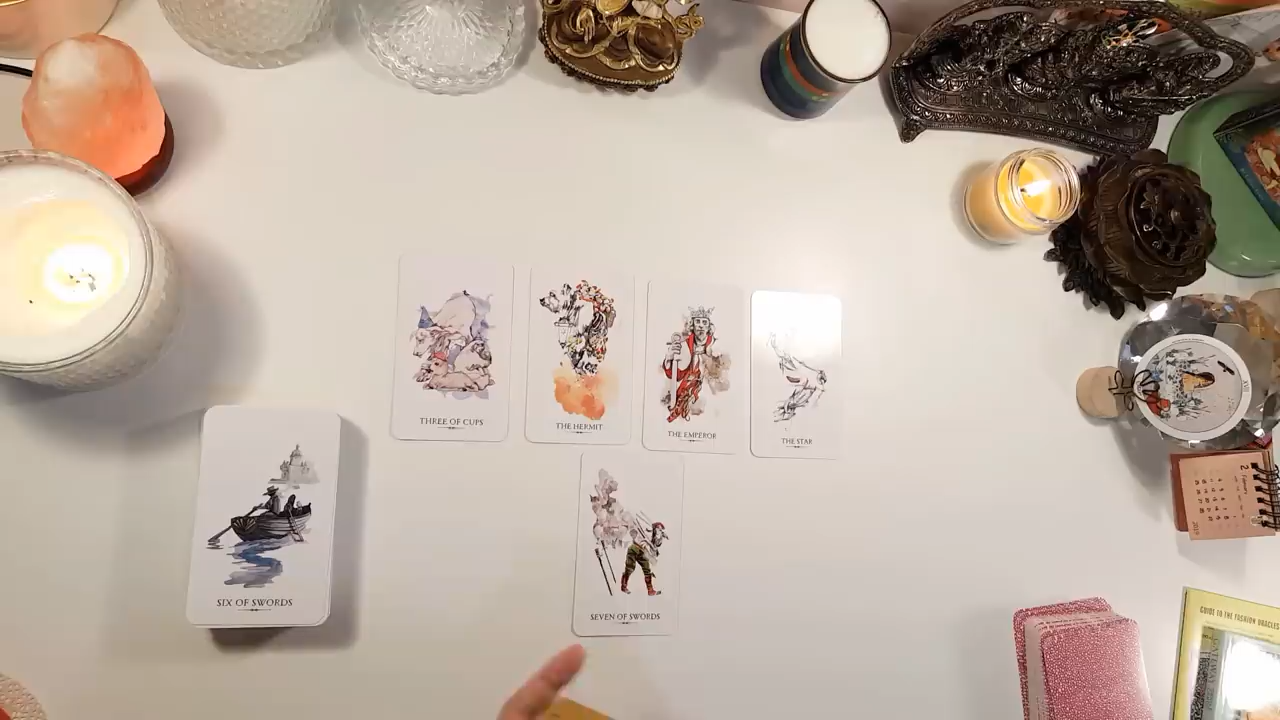 THREE OF CUPS
THE HERMIT
THE EMPEROR
THE STAR
SIX OF SWORDS
SEVEN OF SWORDS
GUIDE TO THE FASHION ORACLES